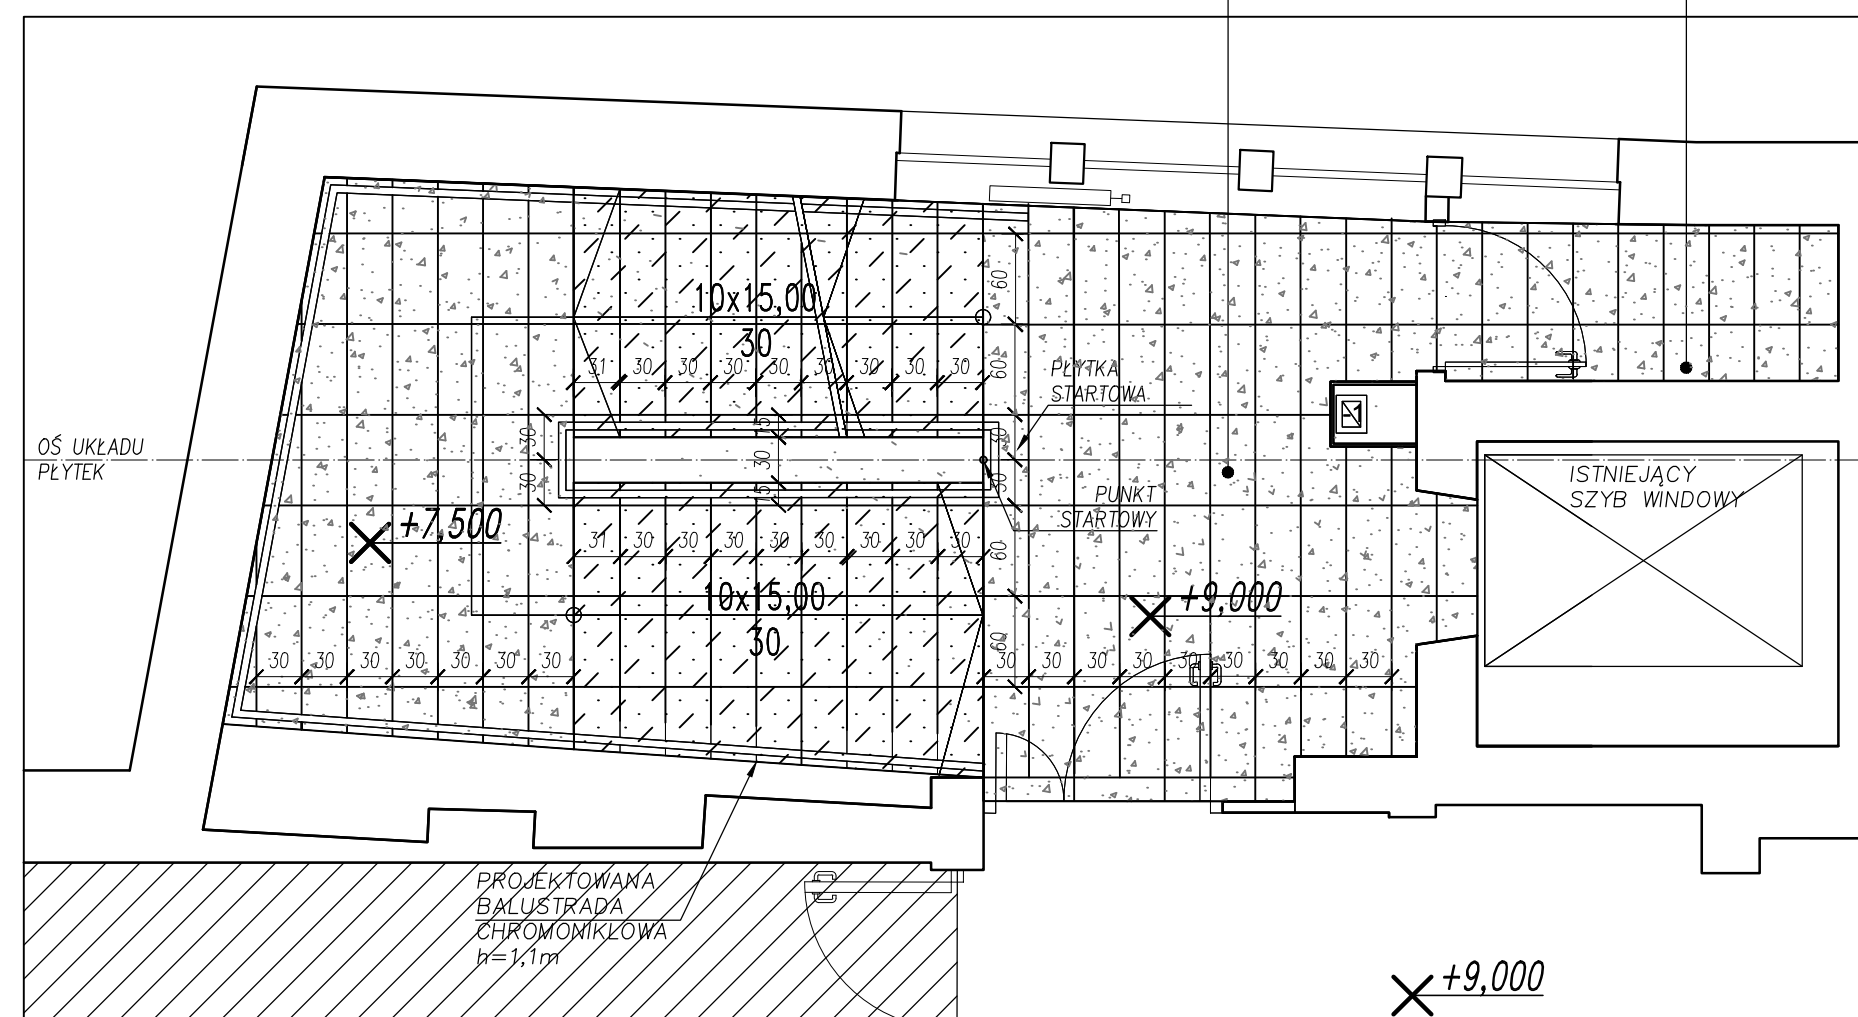 10x15,00
30
31 30 30 30 30 30 30 30 30
60
60
30
30
60
60
PŁYTKA
STARTOWA
-1
OŚ UKŁADU
PŁYTEK
30
30
15
30
15
ISTNIEJĄCY
SZYB WINDOWY
PUNKT
STARTOWY
+7,500
31 30 30 30 30 30 30 30 30
10x15,00
30
+9,000
30 30 30 30 30 30 30
30 30 30 30 30 30 30 30 30
PROJEKTOWANA
BALUSTRADA
CHROMONIKLOWA
h=1,1m
+9,000